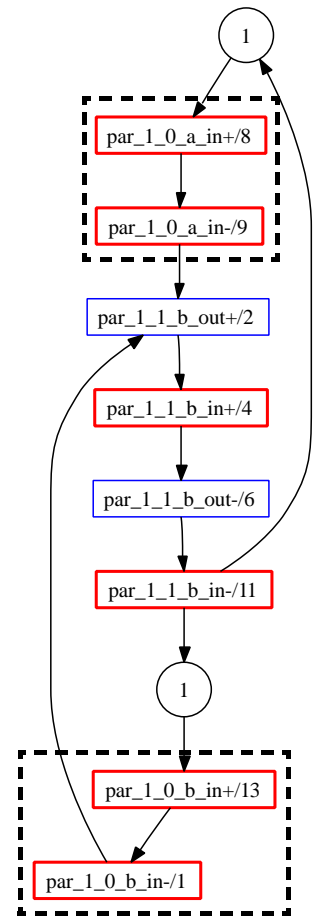 1
par_1_0_a_in+/8
par_1_0_a_in-/9
par_1_1_b_out+/2
par_1_1_b_in+/4
par_1_1_b_out-/6
par_1_1_b_in-/11
1
par_1_0_b_in+/13
par_1_0_b_in-/1